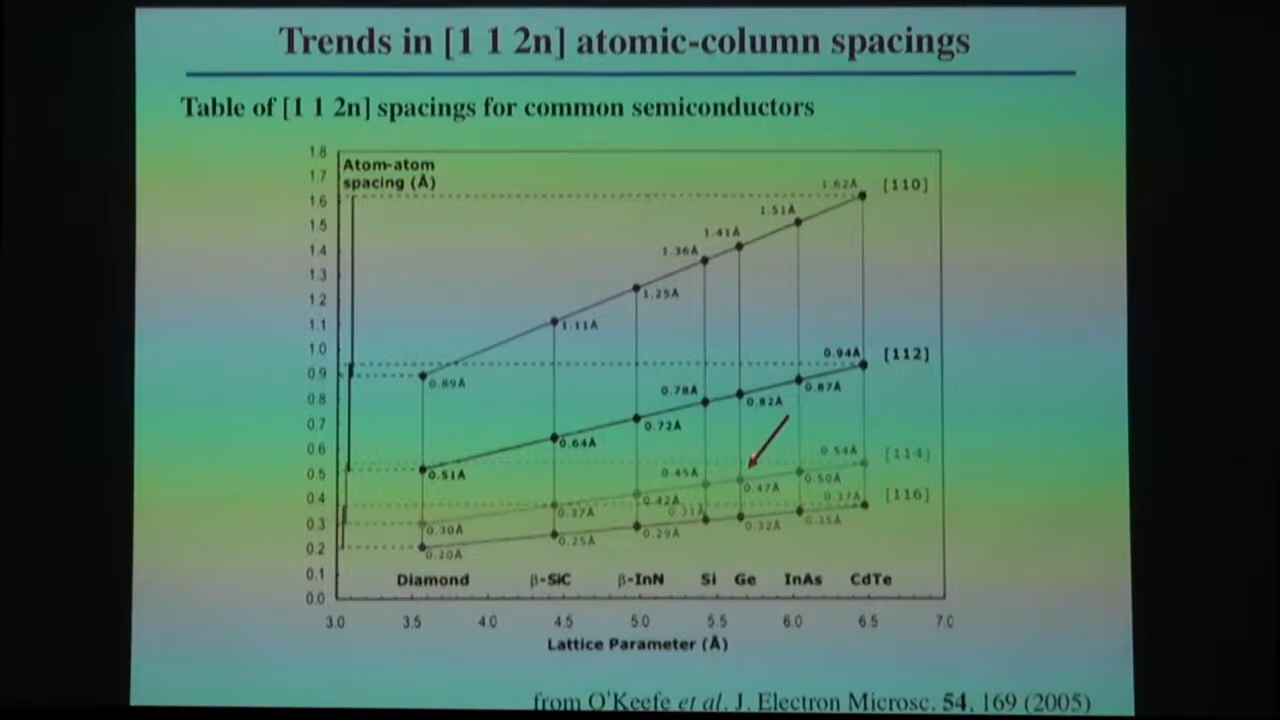 Trends in [1 1 2n] atomic-column spacings
Table of [1 1 2n] spacings for common semiconductors
1.8
1.7
1.6
1.5
1.4
1.3
1.2
1.1
1.0
0.9
0.8
0.7
0.6
0.5
0.4
0.3
0.2
0.1
0.0
Atom-atom
spacing (Å)
1.62Å [110]
1.51Å
1.41Å
1.36Å
1.25Å
1.11Å
0.89Å
0.94Å [112]
0.87Å
0.82Å
0.78Å
0.72Å
0.64Å
0.51Å
0.54Å [114]
0.50Å
0.47Å
0.45Å
0.42Å
0.37Å
0.30Å
0.37Å [116]
0.35Å
0.32Å
0.31Å
0.29Å
0.25Å
0.20Å
Diamond β-SiC β-InN Si Ge InAs CdTe
3.0 3.5 4.0 4.5 5.0 5.5 6.0 6.5 7.0
Lattice Parameter (Å)
from O'Keefe et al. J. Electron Microsc. 54, 169 (2005)